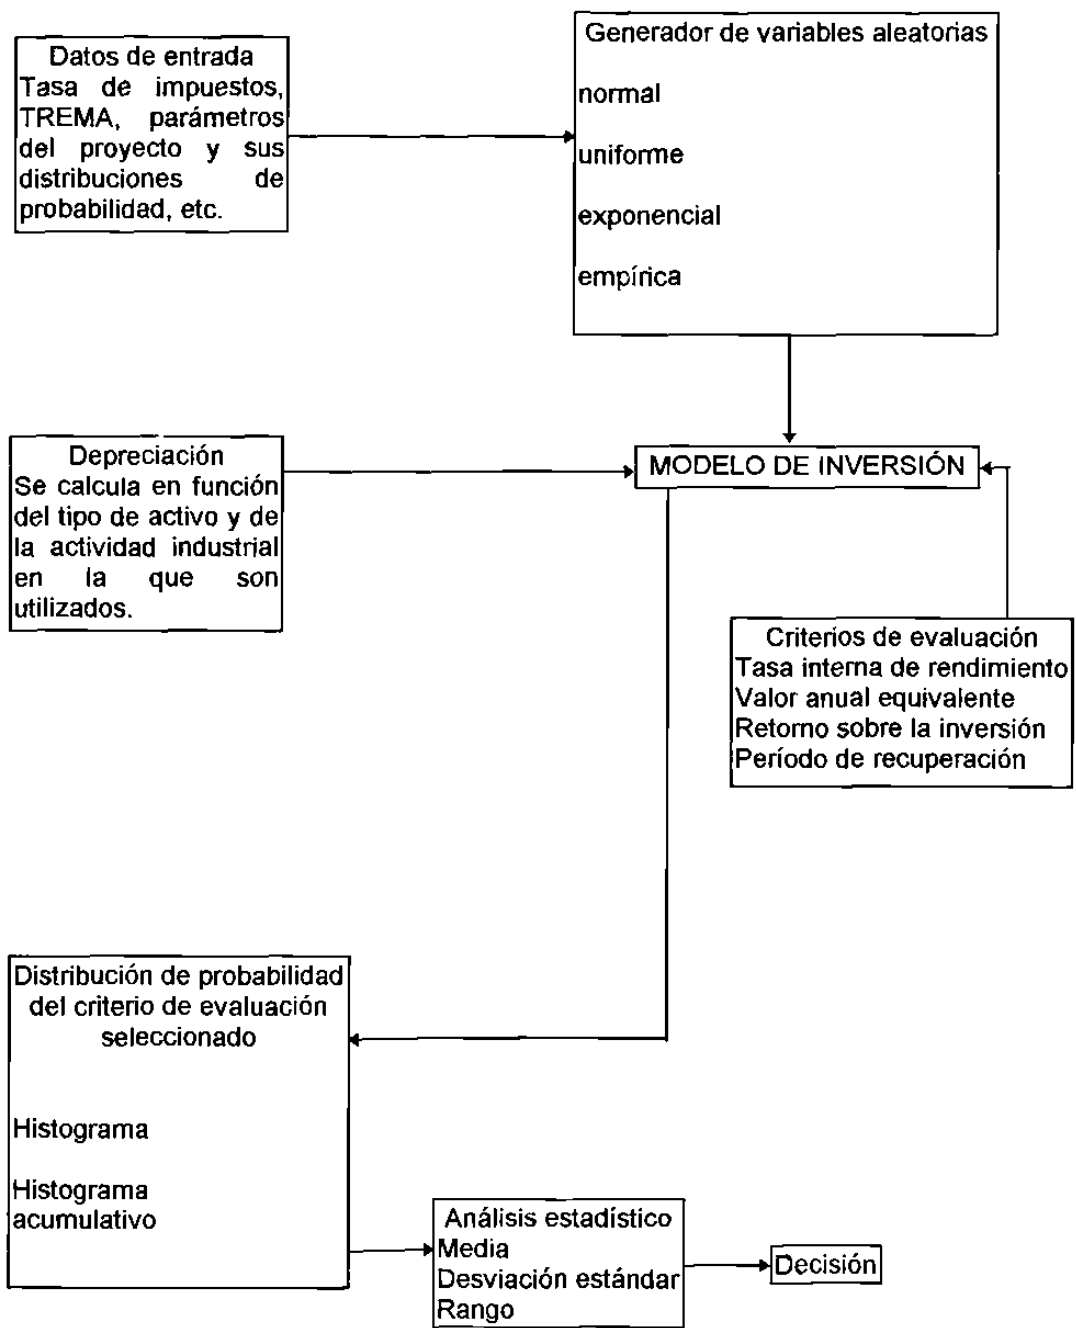 Datos de entrada
Tasa de impuestos,
TREMA, parámetros
del proyecto y sus
distribuciones de
probabilidad, etc.
Generador de variables aleatorias
normal
uniforme
exponencial
empírica
Depreciación
Se calcula en función
del tipo de activo y de
la actividad industrial
en la que son
utilizados.
MODELO DE INVERSIÓN
Criterios de evaluación
Tasa interna de rendimiento
Valor anual equivalente
Retorno sobre la inversión
Período de recuperación
Distribución de probabilidad
del criterio de evaluación
seleccionado
Histograma
Histograma
acumulativo
Análisis estadístico
Media
Desviación estándar
Rango
Decisión